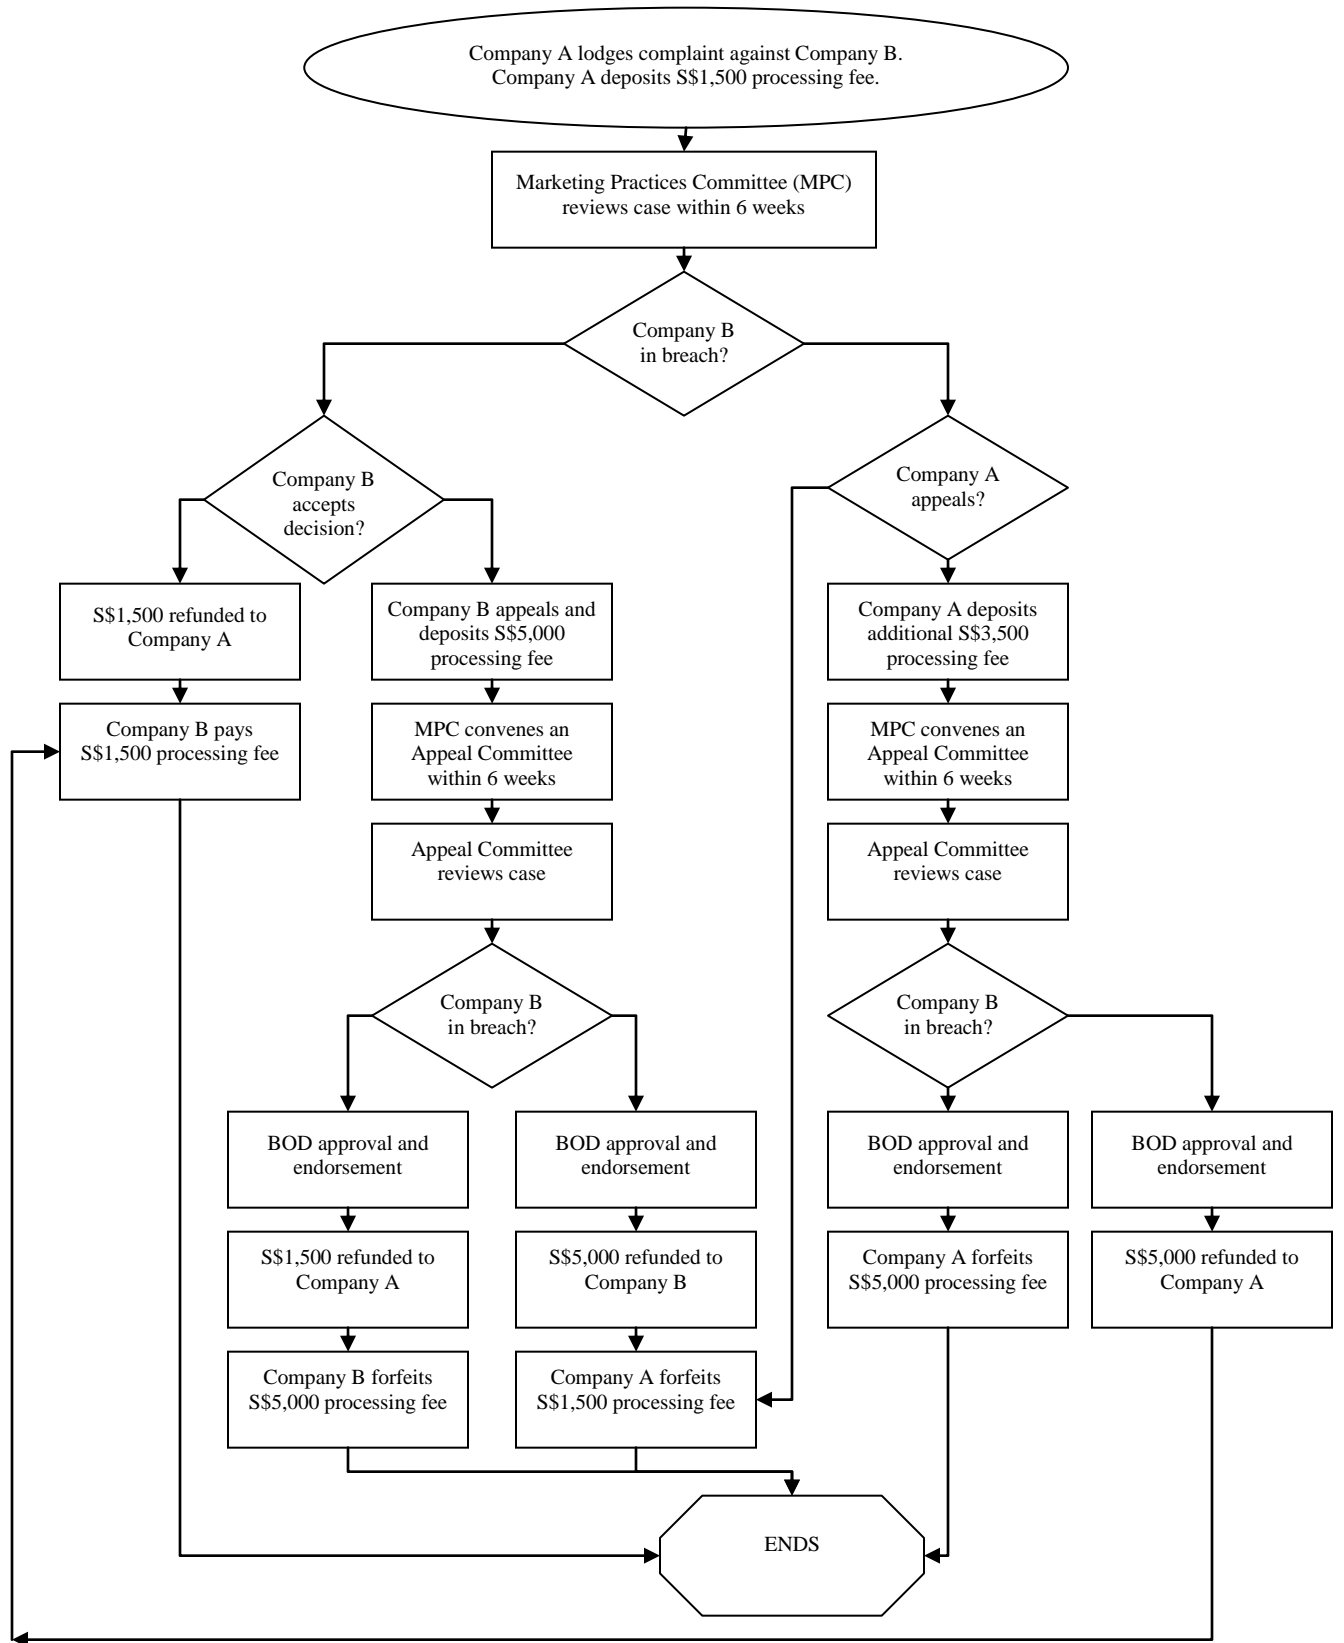 Company A lodges complaint against Company B.
Company A deposits S$1,500 processing fee.
Marketing Practices Committee (MPC)
reviews case within 6 weeks
Company B
in breach?
Company B
accepts
decision?
Company A
appeals?
S$1,500 refunded to
Company A
Company B appeals and
deposits S$5,000
processing fee
Company A deposits
additional S$3,500
processing fee
Company B pays
S$1,500 processing fee
MPC convenes an
Appeal Committee
within 6 weeks
MPC convenes an
Appeal Committee
within 6 weeks
Appeal Committee
reviews case
Appeal Committee
reviews case
Company B
in breach?
Company B
in breach?
BOD approval and
endorsement
BOD approval and
endorsement
BOD approval and
endorsement
BOD approval and
endorsement
S$1,500 refunded to
Company A
S$5,000 refunded to
Company B
Company A forfeits
S$5,000 processing fee
S$5,000 refunded to
Company A
Company B forfeits
S$5,000 processing fee
Company A forfeits
S$1,500 processing fee
ENDS